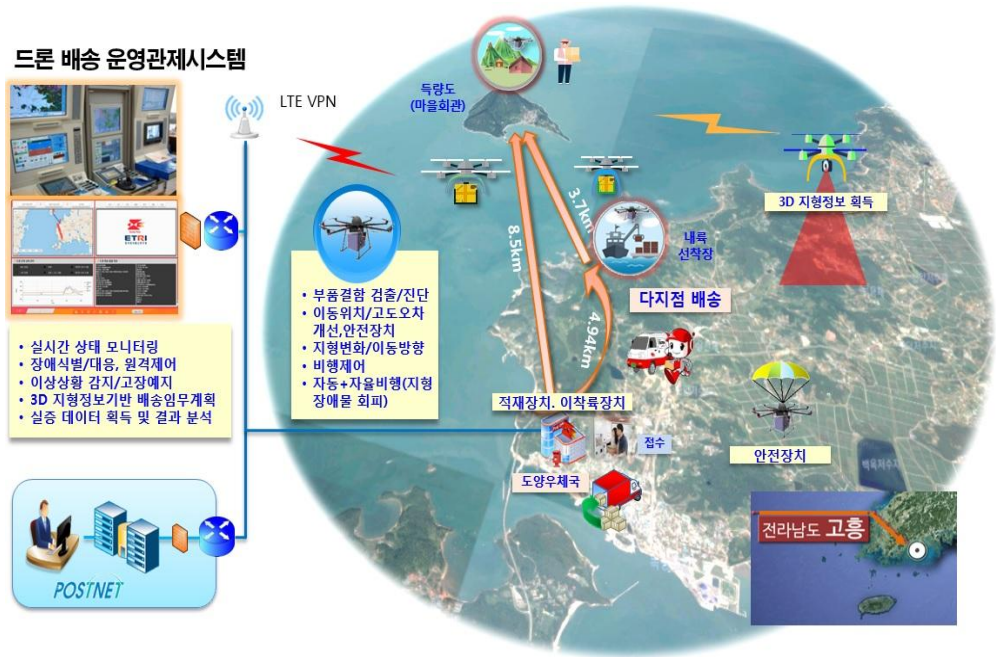 드론 배송 운영관제시스템
LTE VPN
득량도
(마을회관)
3D 지형정보 획득
8.5km
3.7km
내륙
선착장
ETRI
다지점 배송
4.94km
• 부품결함 검출/진단
• 이동위치/고도오차
개선,안전장치
• 지형변화/이동방향
• 비행제어
• 자동+자율비행(지형
장애물 회피)
• 실시간 상태 모니터링
• 장애식별/대응, 원격제어
• 이상상황 감지/고장예지
• 3D 지형정보기반 배송임무계획
• 실증 데이터 획득 및 결과 분석
적재장치. 이착륙장치
접수
도양우체국
안전장치
전라남도 고흥
POSTNET